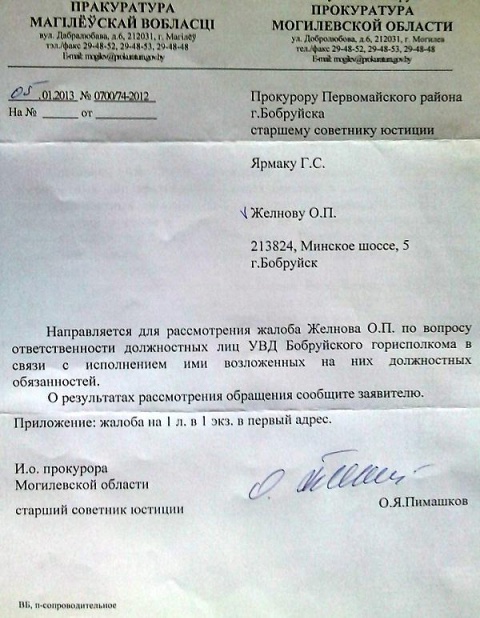 ПРАКУРАТУРА
МАГІЛЁЎСКАЙ ВОБЛАСЦІ
вул. Дабралюбава, д.6, 212031, г. Магілёў
тэл./факс 29-48-52, 29-48-53, 29-48-48
E-mail: mogilev@prokuratura.gov.by
ПРОКУРАТУРА
МОГИЛЕВСКОЙ ОБЛАСТИ
ул. Добролюбова, д.6, 212031, г. Могилев
тел./факс 29-48-52, 29-48-53, 29-48-48
05 .01.2013 № 0700/74-2012
На № ______ от ________
Прокурору Первомайского района
г.Бобруйска
старшему советнику юстиции
Ярмаку Г.С.
Желнову О.П.
213824, Минское шоссе, 5
г.Бобруйск
Направляется для рассмотрения жалоба Желнова О.П. по вопросу
ответственности должностных лиц УВД Бобруйского горисполкома в
связи с исполнением ими возложенных на них должностных
обязанностей.
О результатах рассмотрения обращения сообщите заявителю.
Приложение: жалоба на 1 л. в 1 экз. в первый адрес.
И.о. прокурора
Могилевской области
старший советник юстиции
О.Я.Пимашков
ВБ, п-сопроводительное